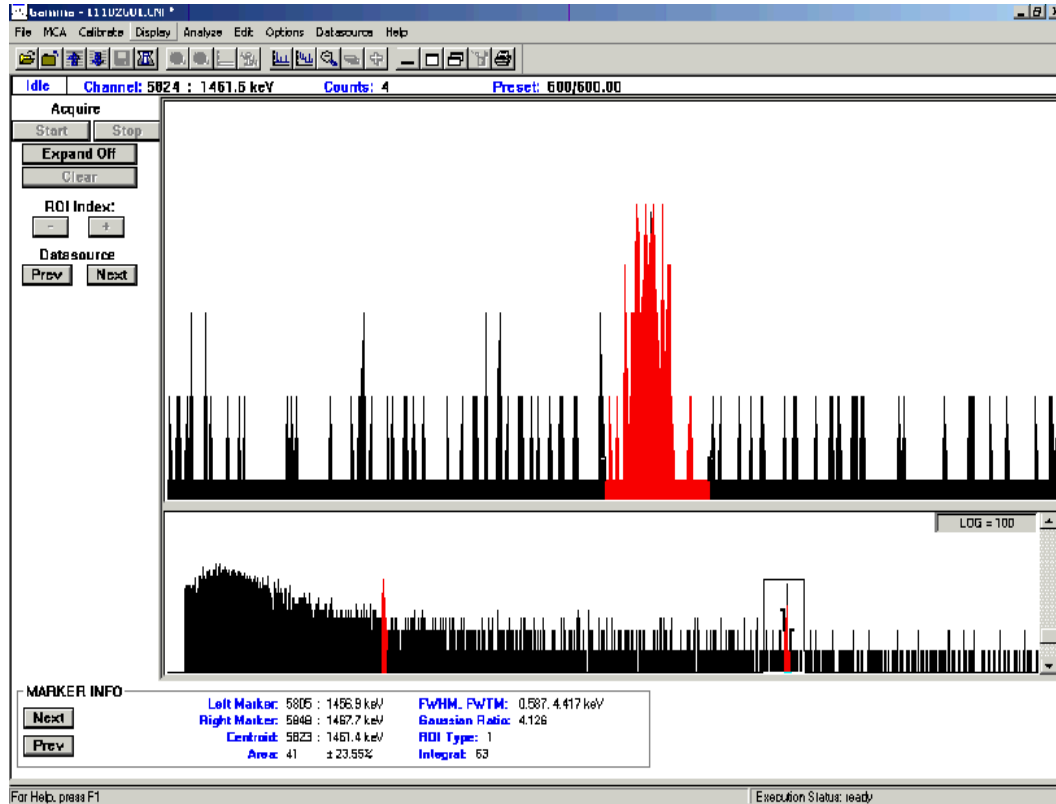 Gamma - 11102601.CNF *
File MCA Calibrate Display Analyze Edit Options Datasource Help
Idle Channel: 5824 : 1461.5 keV Counts: 4 Preset: 600/600.00
Acquire
Start Stop
Expand Off
Clear
ROI Index:
- +
Datasource
Prev Next
LOG = 100
MARKER INFO
Next
Prev
Left Marker: 5805 : 1456.9 keV FWHM, FWTM: 0.587, 4.417 keV
Right Marker: 5848 : 1467.7 keV Gaussian Ratio: 4.126
Centroid: 5823 : 1461.4 keV ROI Type: 1
Area: 41 ± 23.55% Integral: 63
For Help, press F1 Execution Status: ready